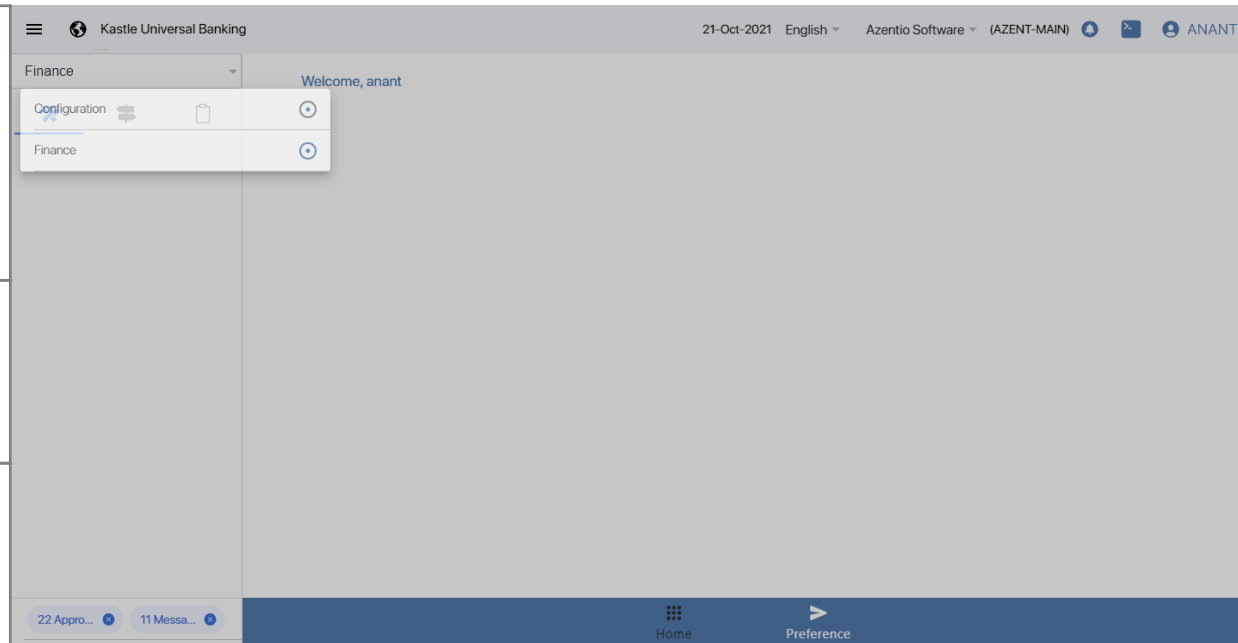 Kastle Universal Banking
21-Oct-2021 English Azentio Software (AZENT-MAIN) ANANT
Finance
Welcome, anant
Configuration
Finance
22 Appro... 11 Messa...
Home Preference